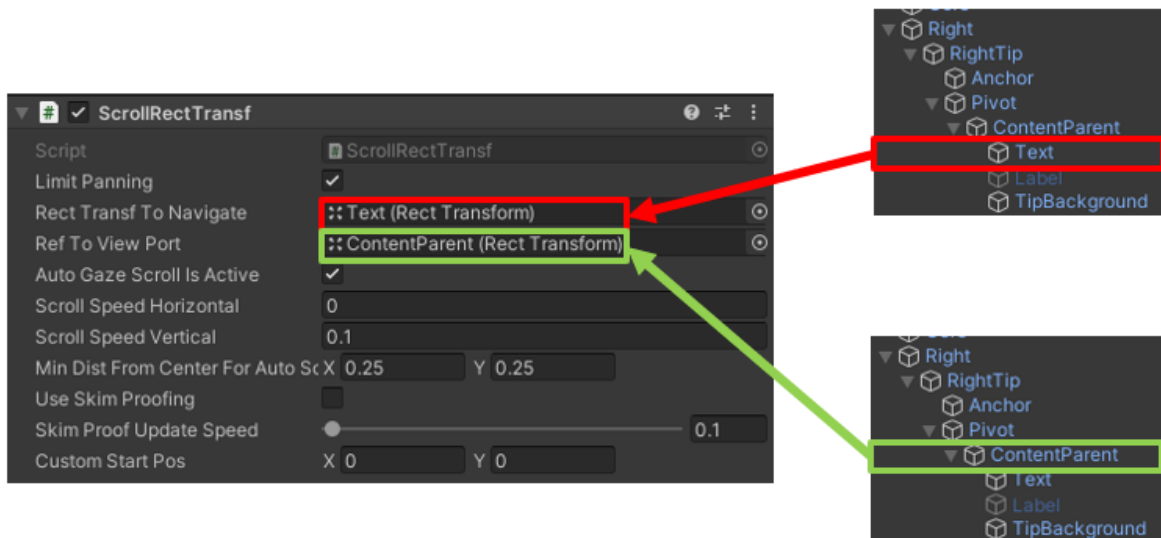 ScrollRectTransf
Script
ScrollRectTransf
Limit Panning
Rect Transf To Navigate
Text (Rect Transform)
Ref To View Port
ContentParent (Rect Transform)
Auto Gaze Scroll Is Active
Scroll Speed Horizontal
0
Scroll Speed Vertical
0.1
Min Dist From Center For Auto Sc X 0.25 Y 0.25
Use Skim Proofing
Skim Proof Update Speed
0.1
Custom Start Pos
X 0 Y 0
Right
RightTip
Anchor
Pivot
ContentParent
Text
Label
TipBackground
Right
RightTip
Anchor
Pivot
ContentParent
Text
Label
TipBackground